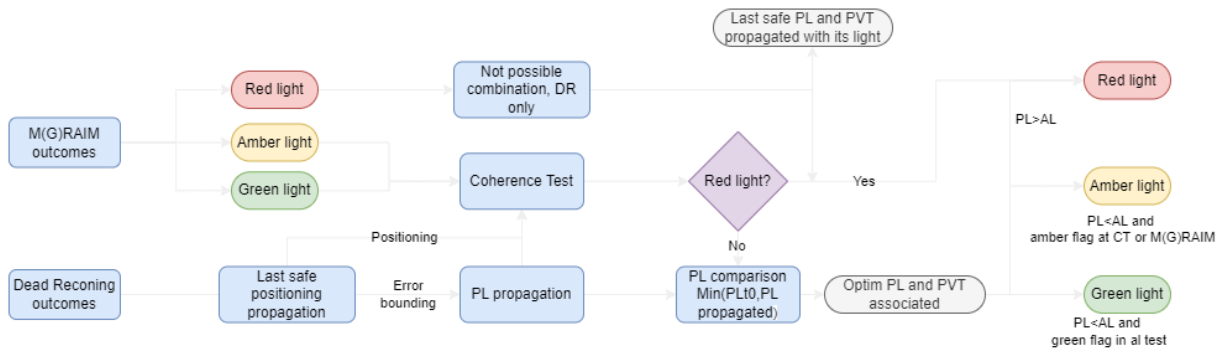 Last safe PL and PVT
propagated with its light
Red light
Not possible
combination, DR
only
Red light
PL>AL
M(G)RAIM
outcomes
Amber light
Green light
Coherence Test
Red light?
Yes
Amber light
PL<AL and
amber flag at CT or M(G)RAIM
Positioning
No
Dead Reconing
outcomes
Last safe
positioning
propagation
Error
bounding
PL propagation
PL comparison
Min(PLt0,PL
propagated)
Optim PL and PVT
associated
Green light
PL<AL and
green flag in al test